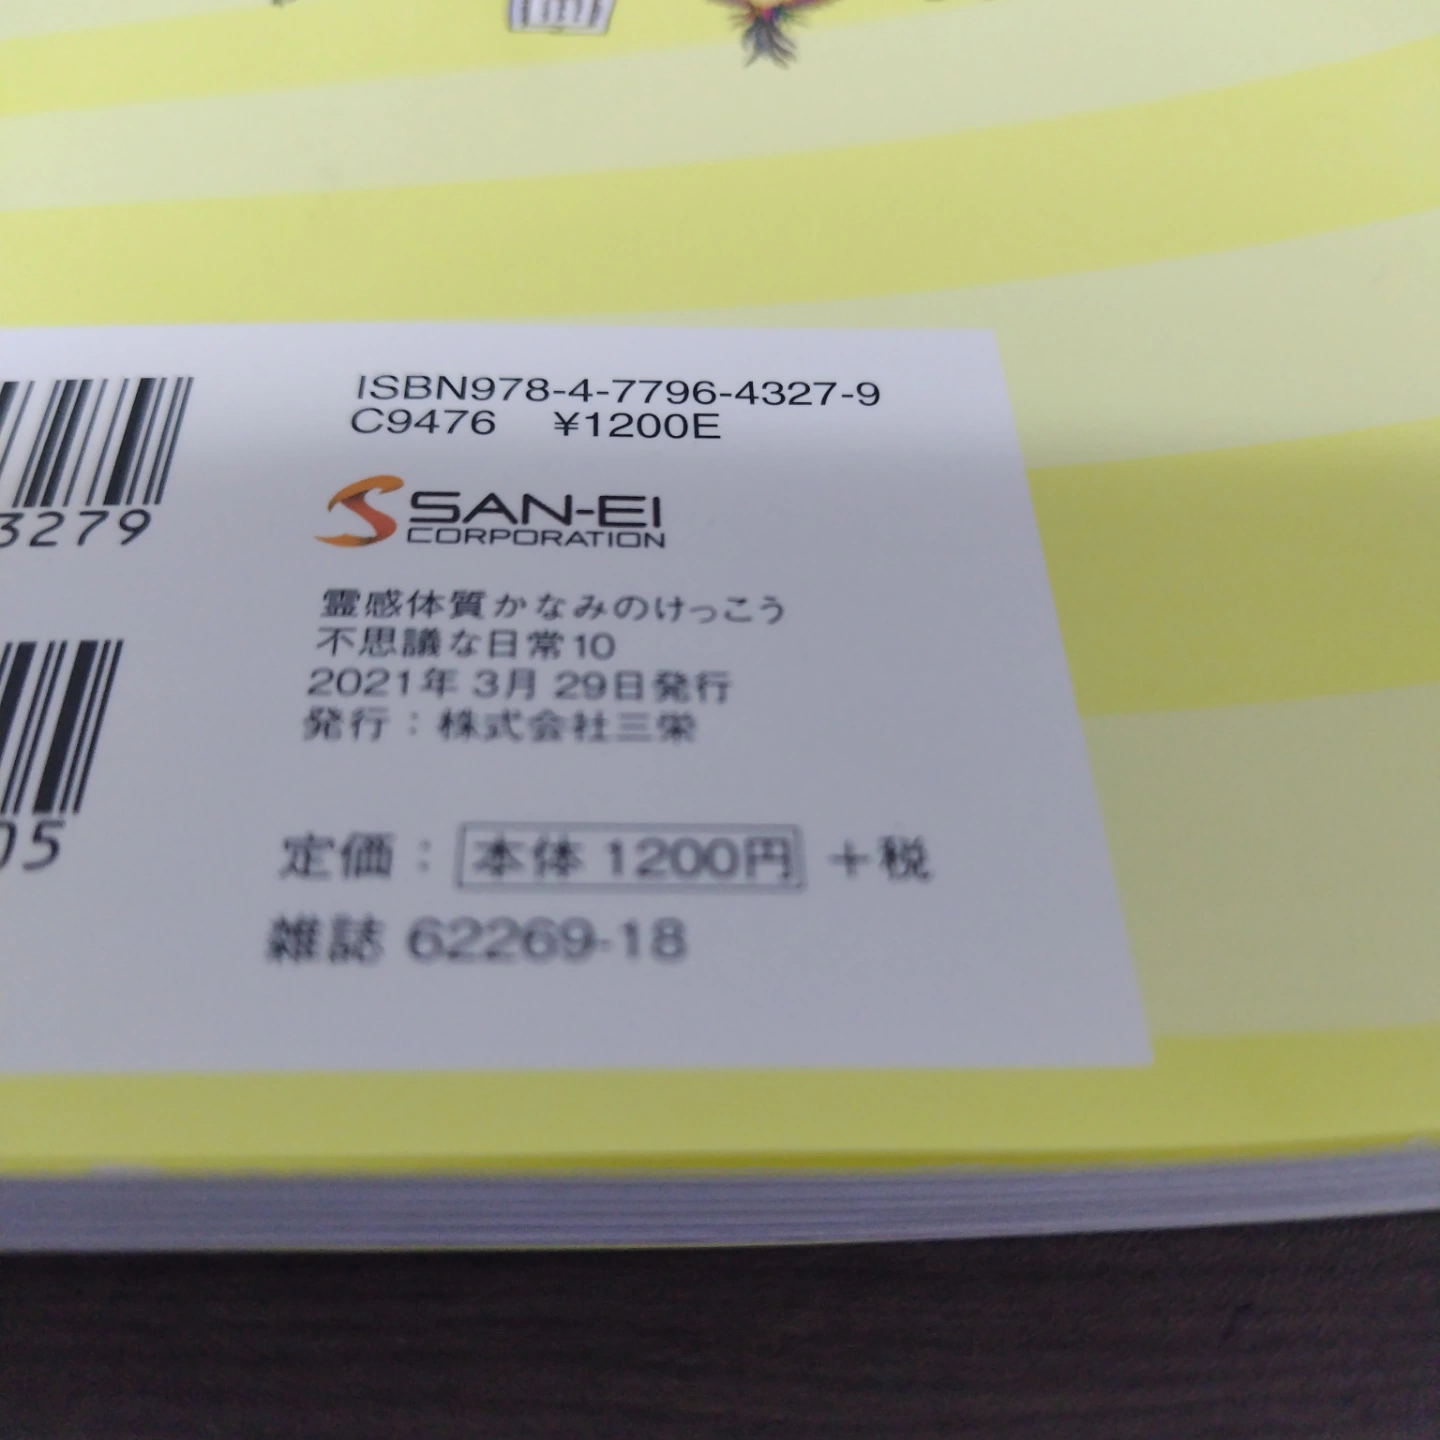 ISBN978-4-7796-4327-9
C9476 ¥1200E
3279
SAN-EI
CORPORATION
霊感体質かなみのけっこう
不思議な日常10
2021年 3月 29日発行
発行：株式会社三栄
05
定価： 本体 1200円 +税
雑誌 62269-18